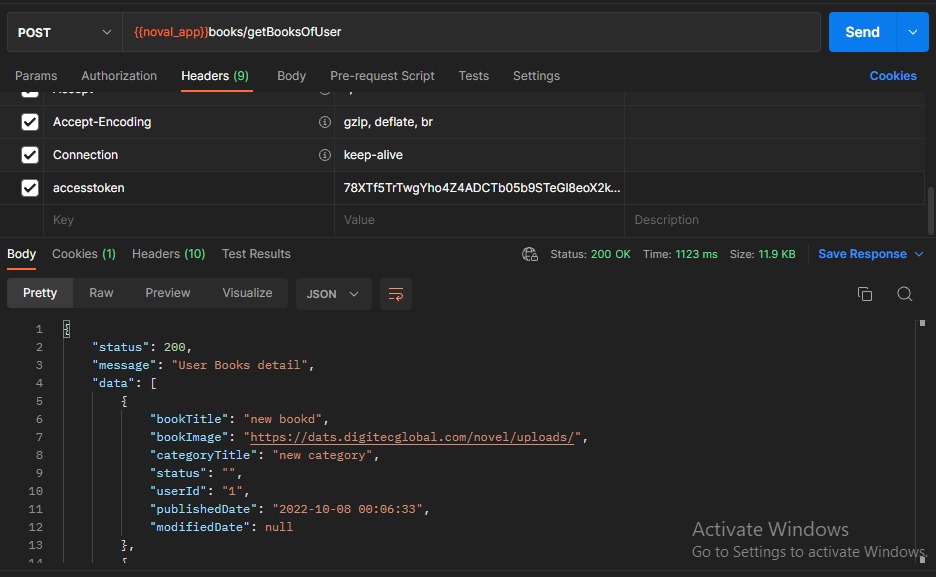 POST {{noval_app}}books/getBooksOfUser Send
Params Authorization Headers (9) Body Pre-request Script Tests Settings Cookies
Accept-Encoding gzip, deflate, br
Connection keep-alive
accesstoken 78XTf5TrTwgYho4Z4ADCTb05b9STeGl8eoX2k...
Key Value Description
Body Cookies (1) Headers (10) Test Results Status: 200 OK Time: 1123 ms Size: 11.9 KB Save Response
Pretty Raw Preview Visualize JSON
1 {
2 "status": 200,
3 "message": "User Books detail",
4 "data": [
5 {
6 "bookTitle": "new bookd",
7 "bookImage": "https://dats.digitecglobal.com/novel/uploads/",
8 "categoryTitle": "new category",
9 "status": "",
10 "userId": "1",
11 "publishedDate": "2022-10-08 00:06:33",
12 "modifiedDate": null
13 },
14 {
Activate Windows
Go to Settings to activate Windows.